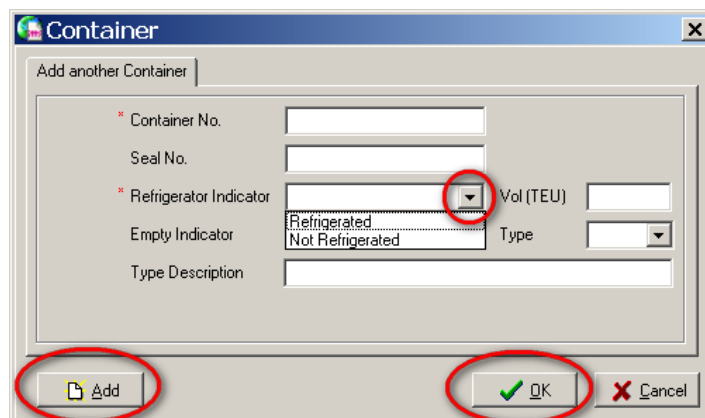 Container
Add another Container
* Container No.
Seal No.
* Refrigerator Indicator Vol (TEU)
Refrigerated
Empty Indicator Type
Not Refrigerated
Type Description
Add OK Cancel